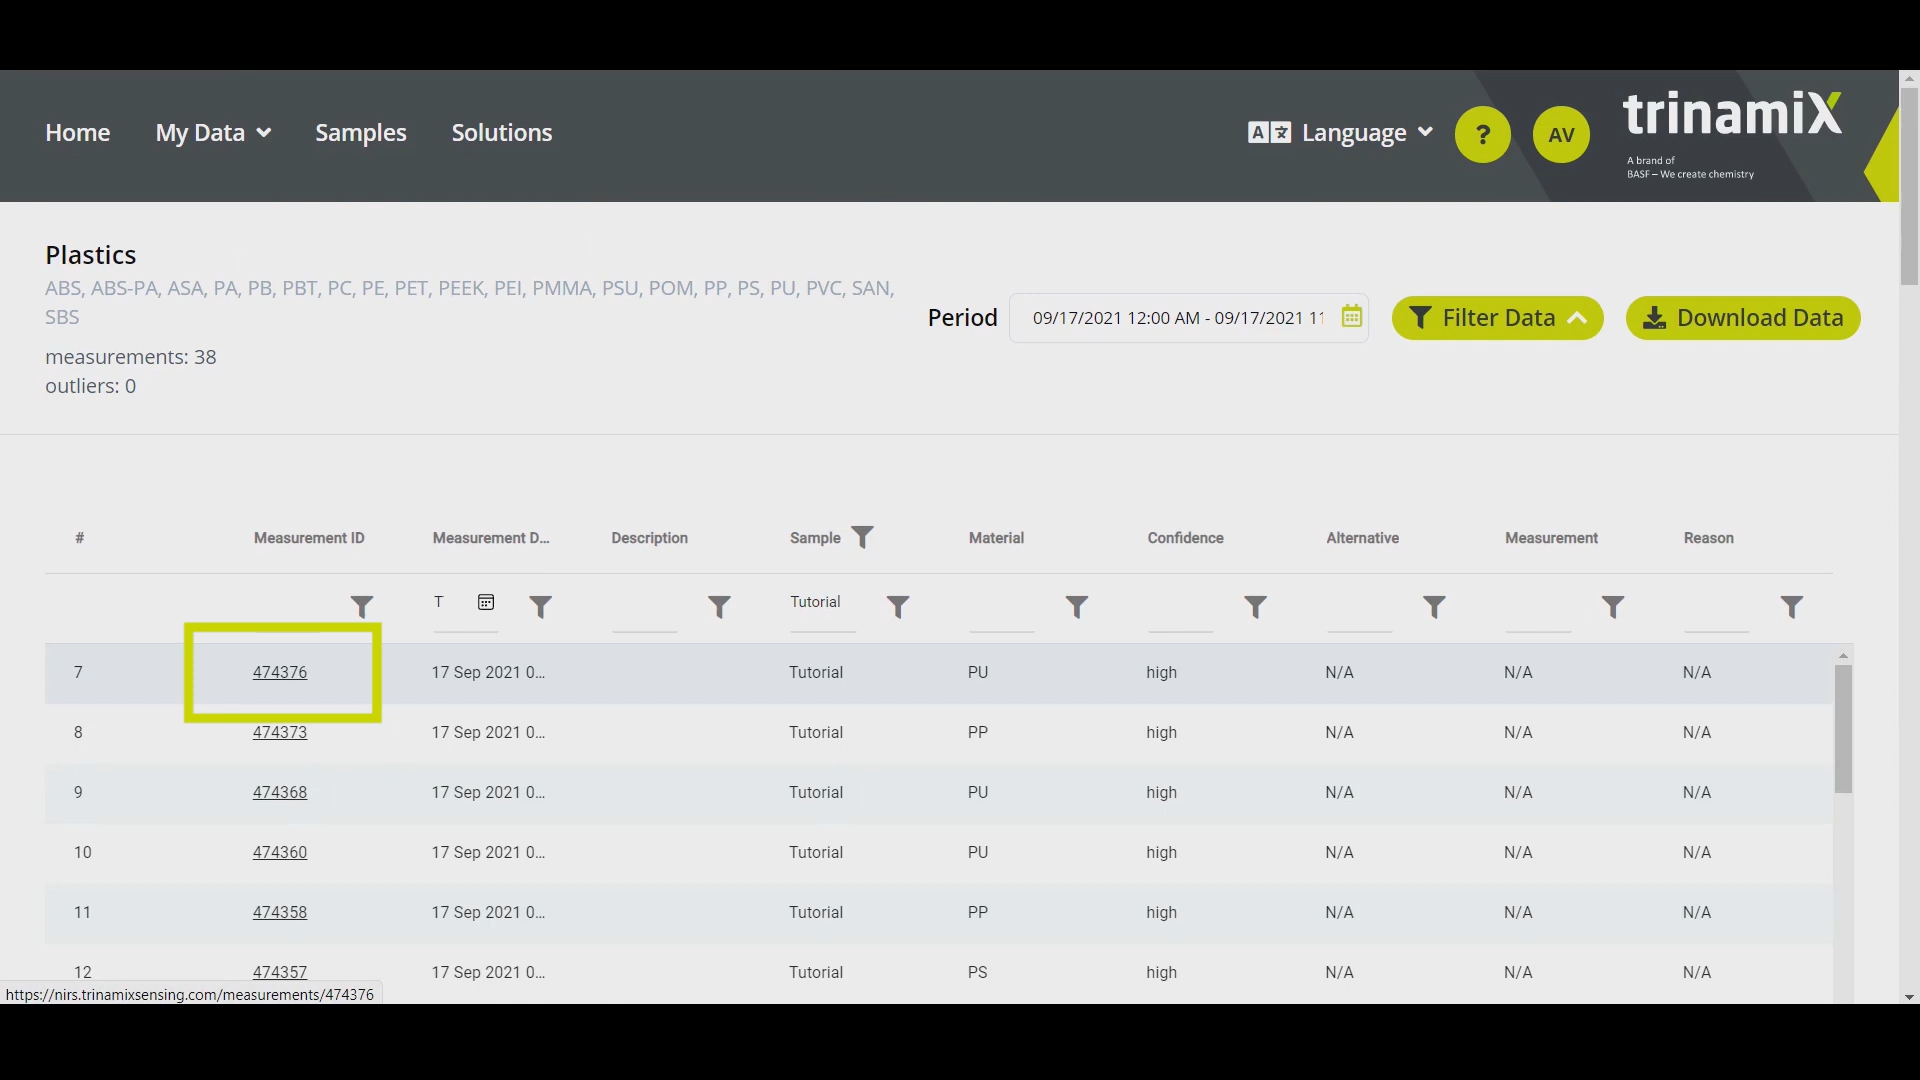 Home My Data Samples Solutions
Language ? AV
trinamiX
A brand of
BASF – We create chemistry
Plastics
ABS, ABS-PA, ASA, PA, PB, PBT, PC, PE, PET, PEEK, PEI, PMMA, PSU, POM, PP, PS, PU, PVC, SAN,
SBS
measurements: 38
outliers: 0
Period 09/17/2021 12:00 AM - 09/17/2021 11 Filter Data Download Data
# Measurement ID Measurement D... Description Sample Material Confidence Alternative Measurement Reason
T Tutorial
7 474376 17 Sep 2021 0... Tutorial PU high N/A N/A N/A
8 474373 17 Sep 2021 0... Tutorial PP high N/A N/A N/A
9 474368 17 Sep 2021 0... Tutorial PU high N/A N/A N/A
10 474360 17 Sep 2021 0... Tutorial PU high N/A N/A N/A
11 474358 17 Sep 2021 0... Tutorial PP high N/A N/A N/A
12 474357 17 Sep 2021 0... Tutorial PS high N/A N/A N/A
https://nirs.trinamixsensing.com/measurements/474376